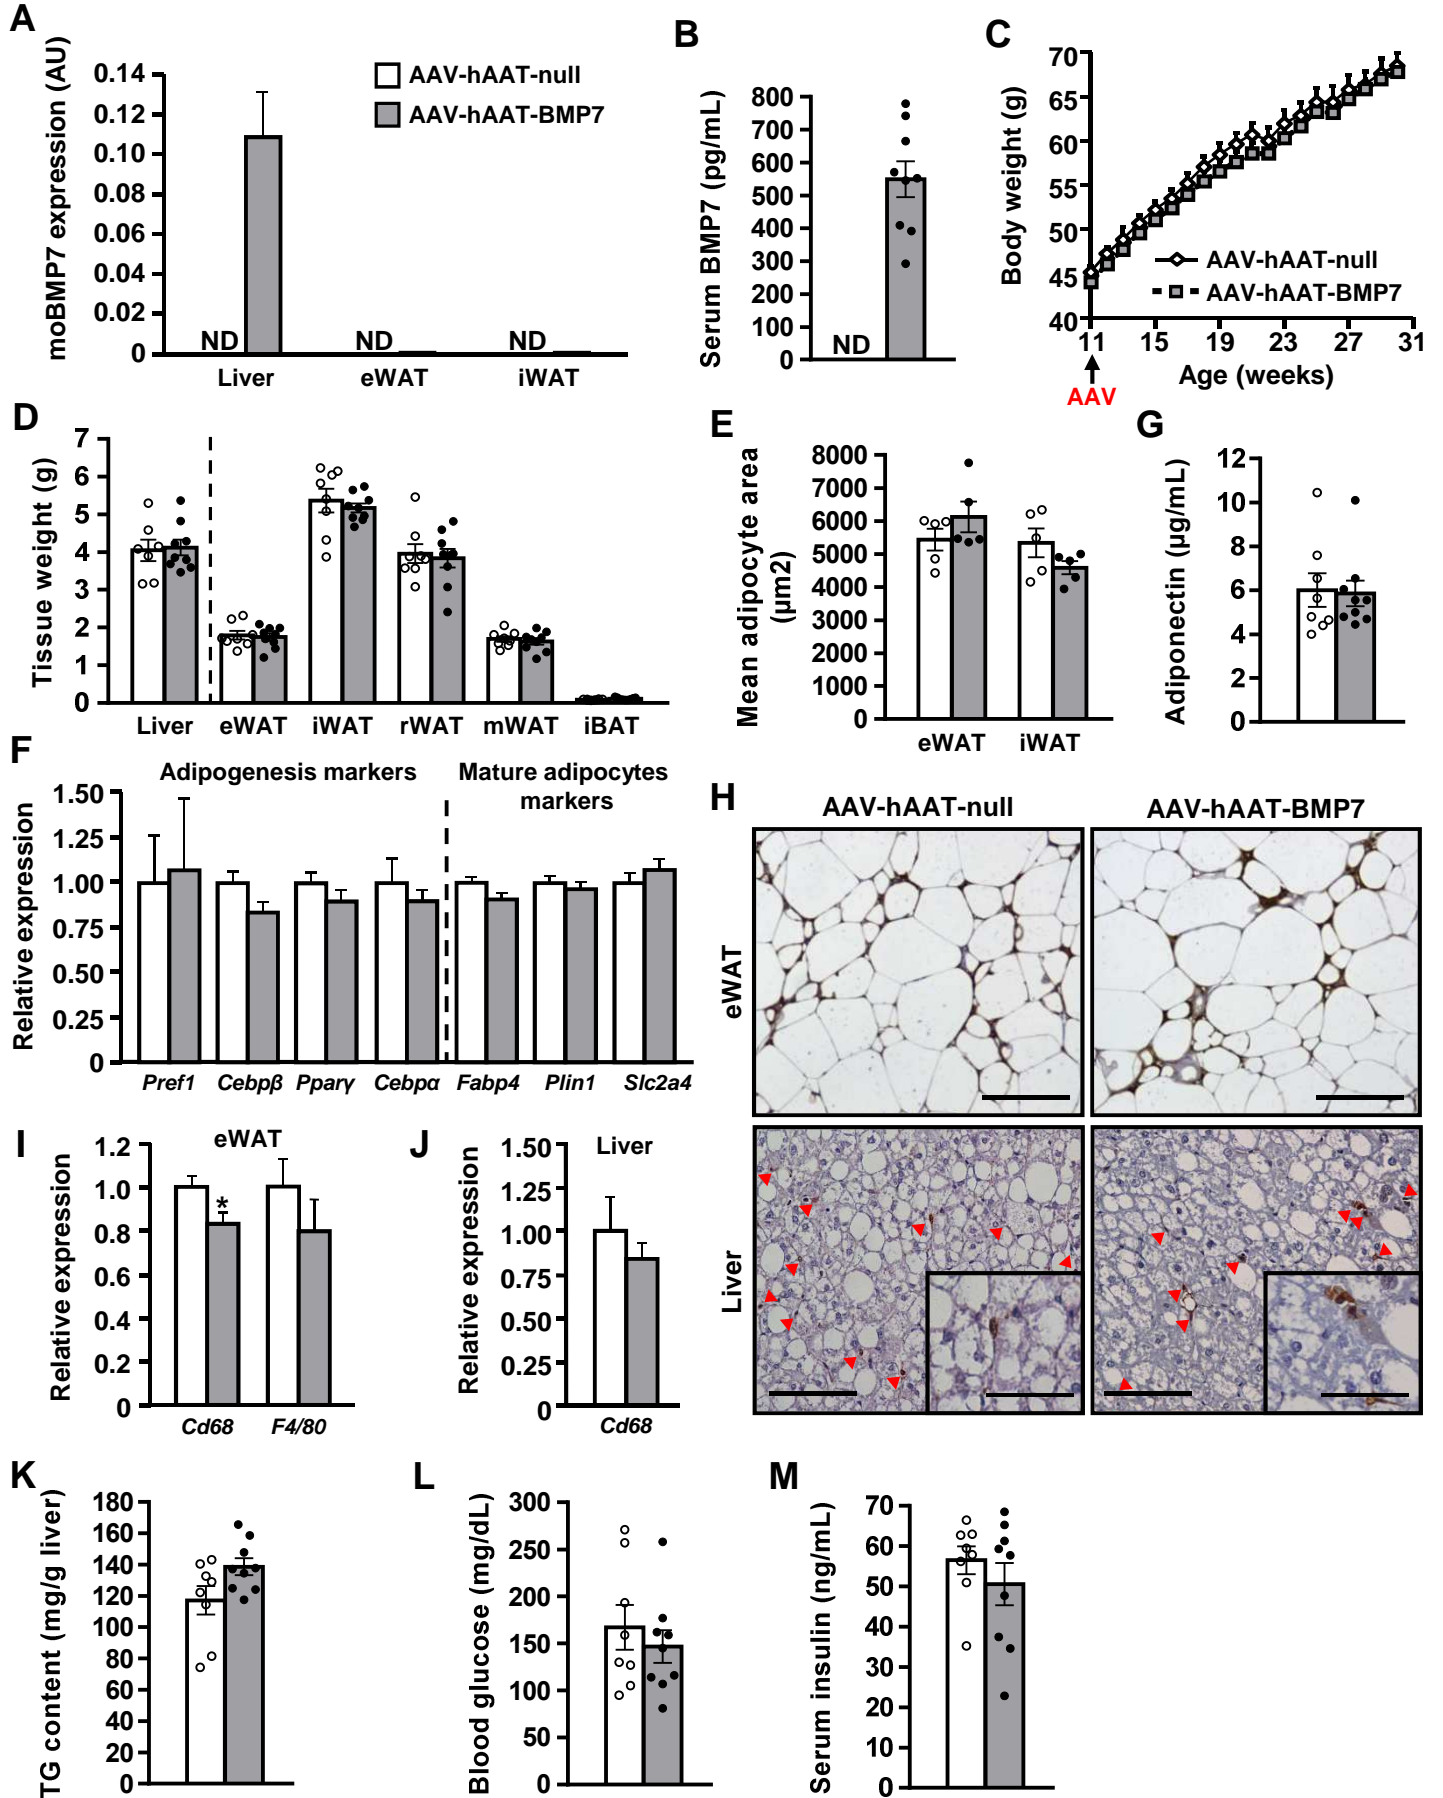 A
moBMP7 expression (AU)
0.14
0.12
0.10
0.08
0.06
0.04
0.02
0
ND
ND
ND
Liver
eWAT
iWAT
AAV-hAAT-null
AAV-hAAT-BMP7
B
Serum BMP7 (pg/mL)
800
700
600
500
400
300
200
100
0
ND
C
Body weight (g)
70
65
60
55
50
45
40
AAV-hAAT-null
AAV-hAAT-BMP7
11
15
19
23
27
31
Age (weeks)
AAV
D
Tissue weight (g)
7
6
5
4
3
2
1
0
Liver
eWAT
iWAT
rWAT
mWAT
iBAT
E
Mean adipocyte area
(µm2)
8000
7000
6000
5000
4000
3000
2000
1000
0
eWAT
iWAT
G
Adiponectin (µg/mL)
12
10
8
6
4
2
0
F
Relative expression
Adipogenesis markers
Mature adipocytes
markers
1.50
1.25
1.00
0.75
0.50
0.25
0
Pref1
Cebpβ
Pparγ
Cebpα
Fabp4
Plin1
Slc2a4
H
AAV-hAAT-null
AAV-hAAT-BMP7
eWAT
Liver
I
Relative expression
eWAT
1.2
1.0
0.8
0.6
0.4
0.2
0
*
Cd68
F4/80
J
Relative expression
Liver
1.50
1.25
1.00
0.75
0.50
0.25
0
Cd68
K
TG content (mg/g liver)
180
160
140
120
100
80
60
40
20
0
L
Blood glucose (mg/dL)
300
250
200
150
100
50
0
M
Serum insulin (ng/mL)
70
60
50
40
30
20
10
0